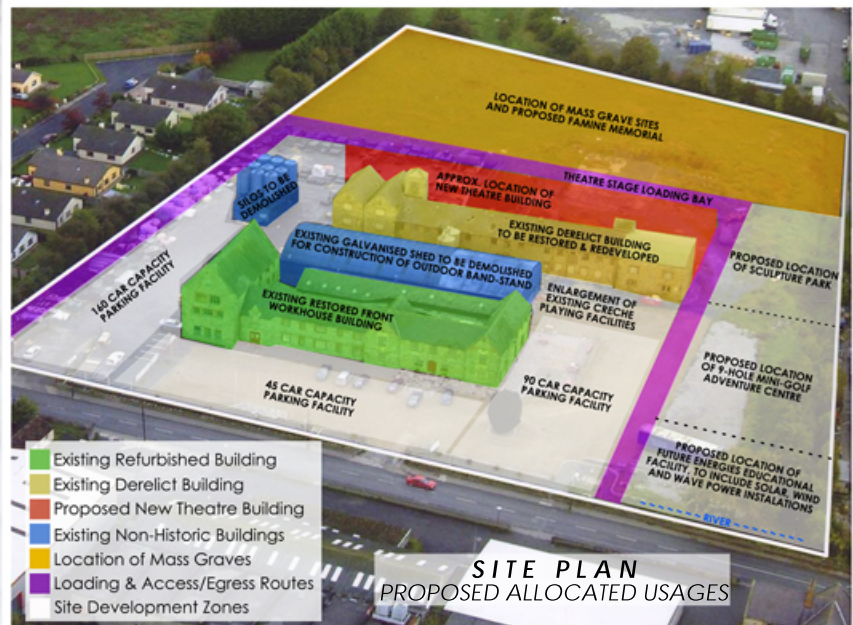 LOCATION OF MASS GRAVE SITES
AND PROPOSED FAMINE MEMORIAL
THEATRE STAGE LOADING BAY
SILOS TO BE
DEMOLISHED
APPROX. LOCATION OF
NEW THEATRE BUILDING
EXISTING DERELICT BUILDING
TO BE RESTORED & REDEVELOPED
EXISTING GALVANISED SHED TO BE DEMOLISHED
FOR CONSTRUCTION OF OUTDOOR BAND-STAND
PROPOSED LOCATION
OF SCULPTURE PARK
160 CAR CAPACITY
PARKING FACILITY
EXISTING RESTORED FRONT
WORKHOUSE BUILDING
ENLARGEMENT OF
EXISTING CRECHE
PLAYING FACILITIES
PROPOSED LOCATION
OF 9-HOLE MINI-GOLF
ADVENTURE CENTRE
45 CAR CAPACITY
PARKING FACILITY
90 CAR CAPACITY
PARKING FACILITY
PROPOSED LOCATION OF
FUTURE ENERGIES EDUCATIONAL
FACILITY, TO INCLUDE SOLAR, WIND
AND WAVE POWER INSTALATIONS
RIVER
Existing Refurbished Building
Existing Derelict Building
Proposed New Theatre Building
Existing Non-Historic Buildings
Location of Mass Graves
Loading & Access/Egress Routes
Site Development Zones
SITE PLAN
PROPOSED ALLOCATED USAGES